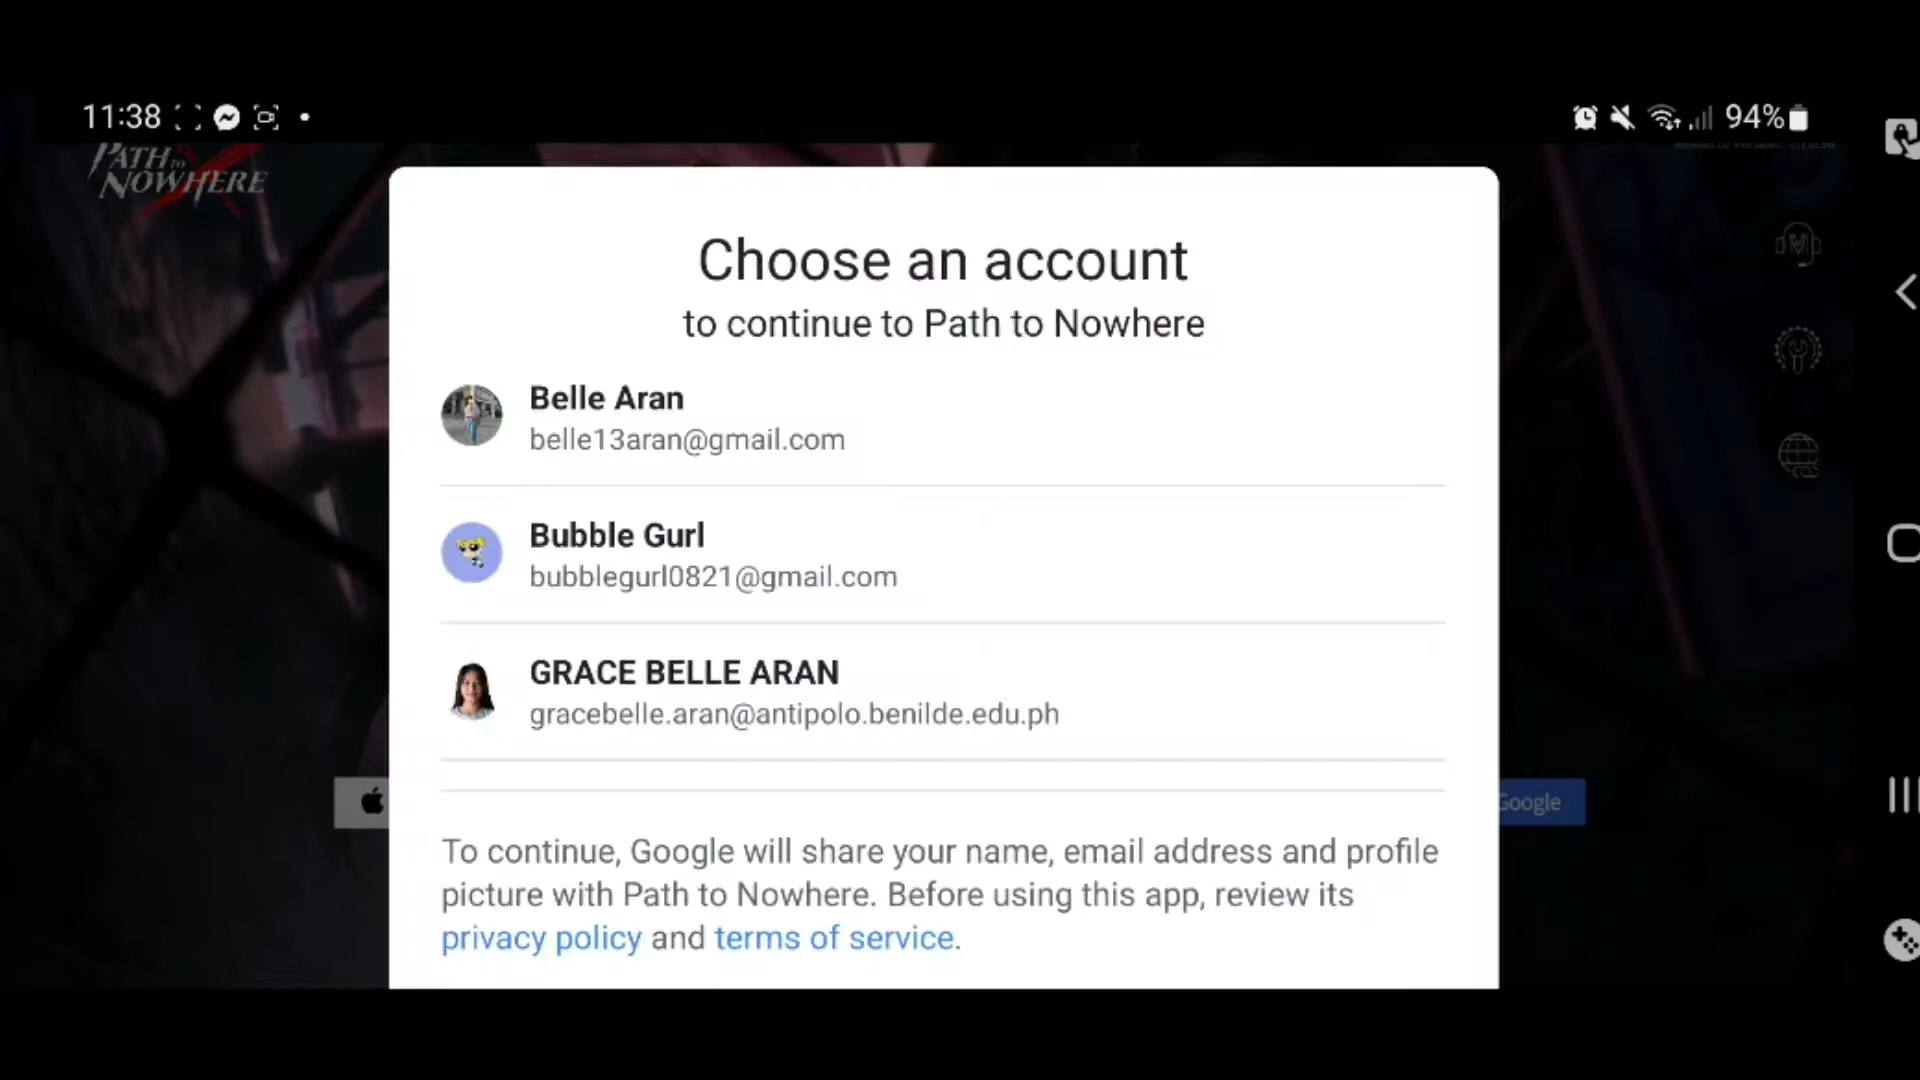 11:38
94%
PATH TO
NOWHERE
Choose an account
to continue to Path to Nowhere
Belle Aran
belle13aran@gmail.com
Bubble Gurl
bubblegurl0821@gmail.com
GRACE BELLE ARAN
gracebelle.aran@antipolo.benilde.edu.ph
Google
To continue, Google will share your name, email address and profile
picture with Path to Nowhere. Before using this app, review its
privacy policy and terms of service.